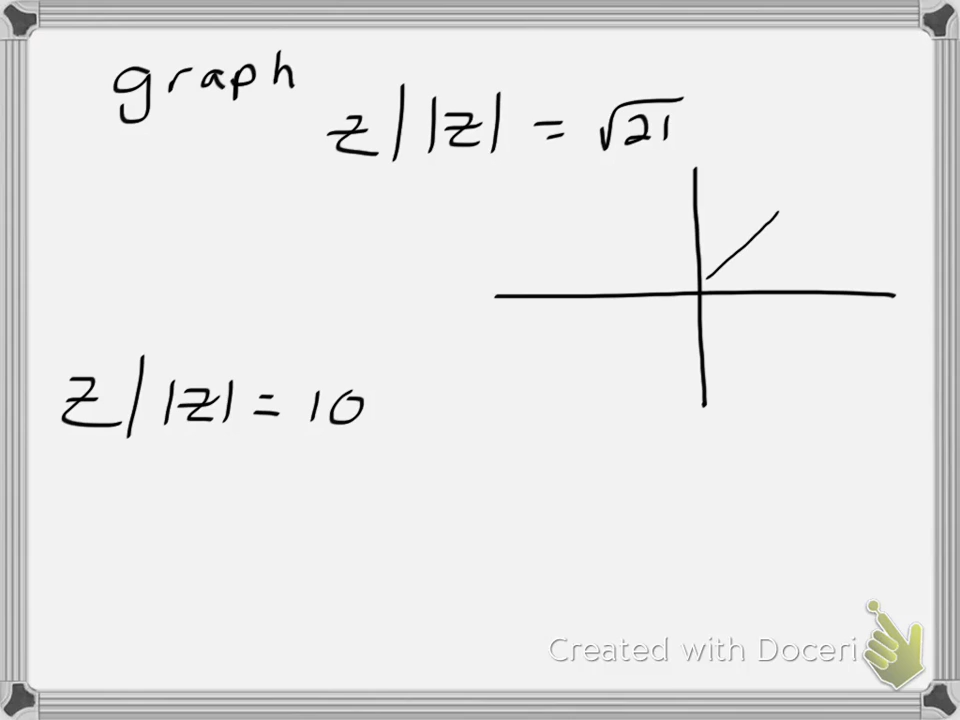 graph
z | |z| = √21
z | |z| = 10
Created with Doceri